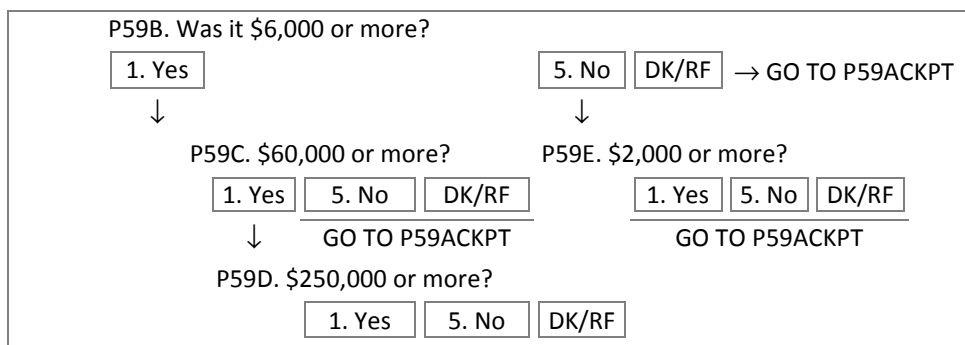 P59B. Was it $6,000 or more?
1. Yes 5. No DK/RF → GO TO P59ACKPT
↓ ↓
P59C. $60,000 or more? P59E. $2,000 or more?
1. Yes 5. No DK/RF 1. Yes 5. No DK/RF
↓ GO TO P59ACKPT GO TO P59ACKPT
P59D. $250,000 or more?
1. Yes 5. No DK/RF